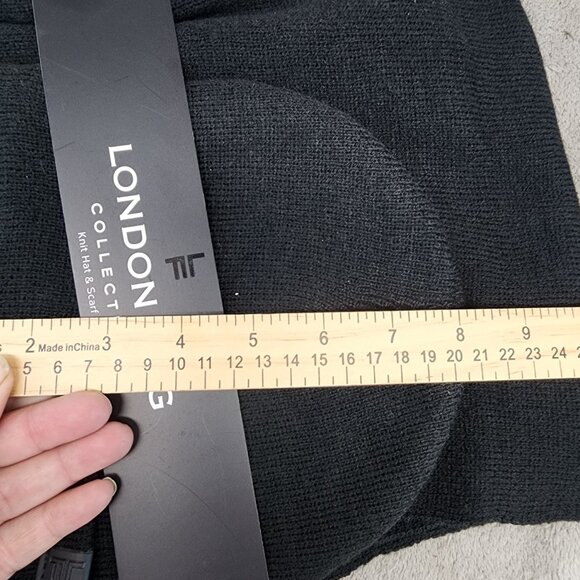 LONDON
G
COLLECT
Knit Hat & Scarf
2 Made in China 3 4 5 6 7 8 9
5 6 7 8 9 10 11 12 13 14 15 16 17 18 19 20 21 22 23 24